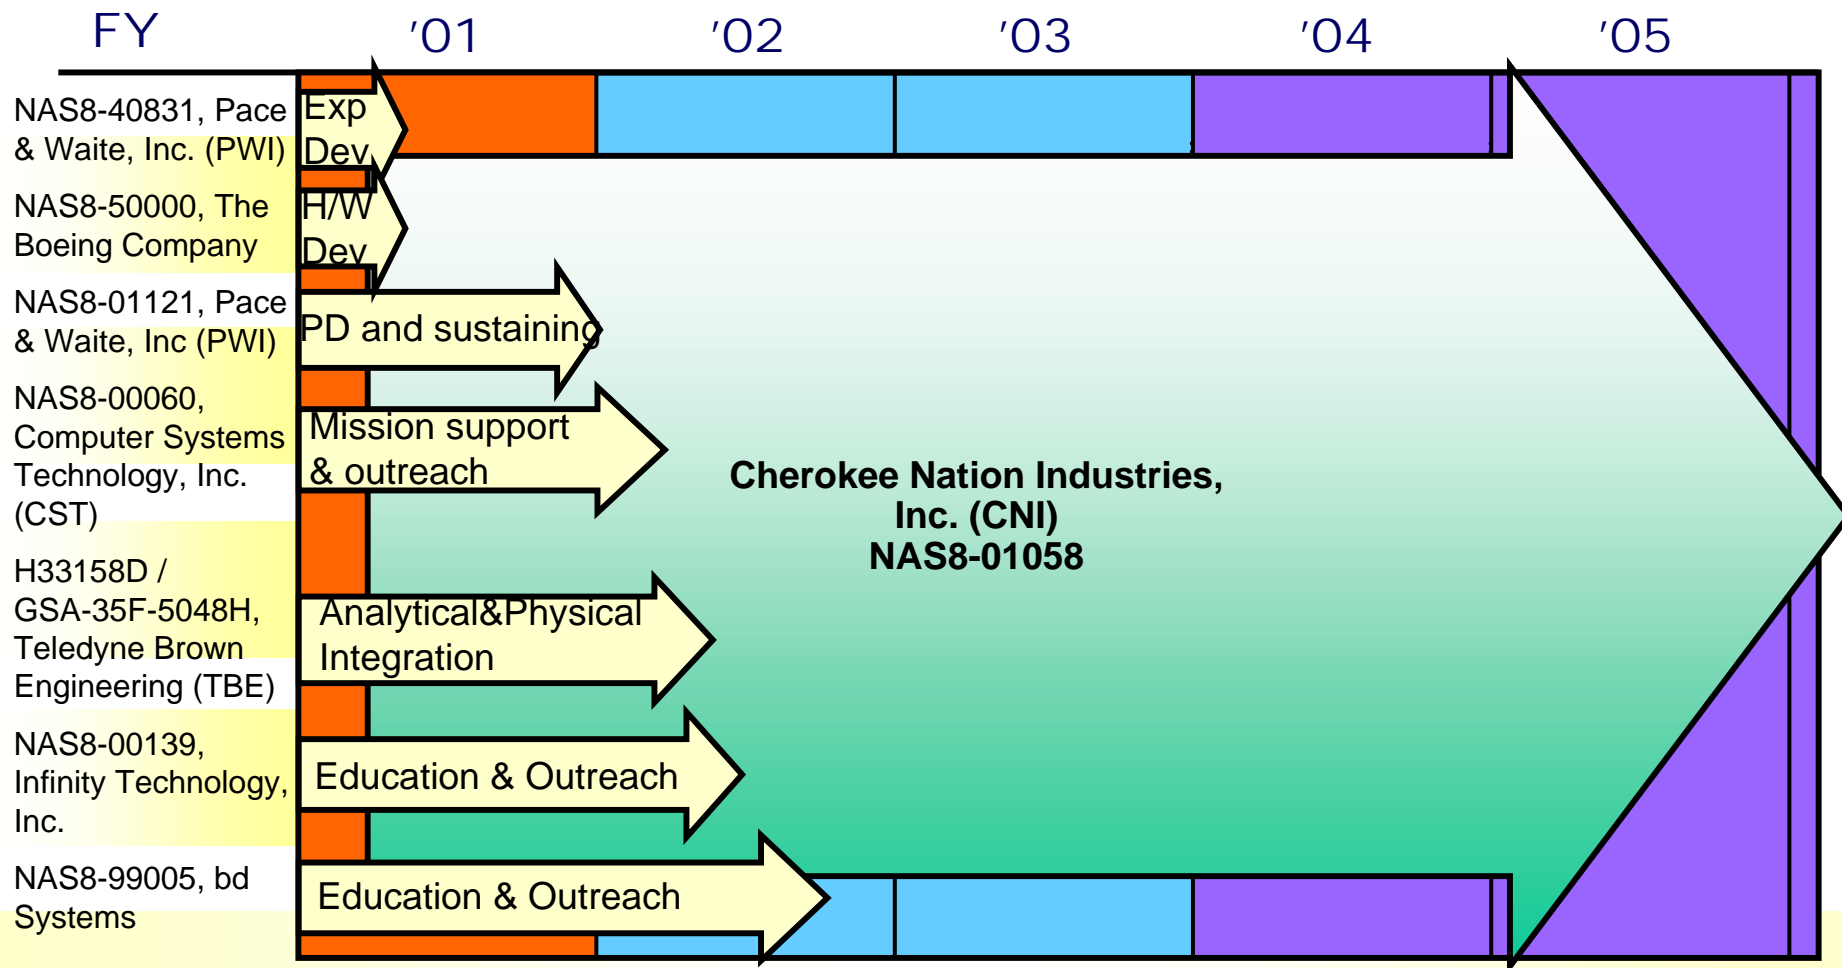 FY '01 '02 '03 '04 '05
NAS8-40831, Pace
& Waite, Inc. (PWI)
Exp
Dev
NAS8-50000, The
Boeing Company
H/W
Dev
NAS8-01121, Pace
& Waite, Inc (PWI)
PD and sustaining
NAS8-00060,
Computer Systems
Technology, Inc.
(CST)
Mission support
& outreach
Cherokee Nation Industries,
Inc. (CNI)
NAS8-01058
H33158D /
GSA-35F-5048H,
Teledyne Brown
Engineering (TBE)
Analytical&Physical
Integration
NAS8-00139,
Infinity Technology,
Inc.
Education & Outreach
NAS8-99005, bd
Systems
Education & Outreach